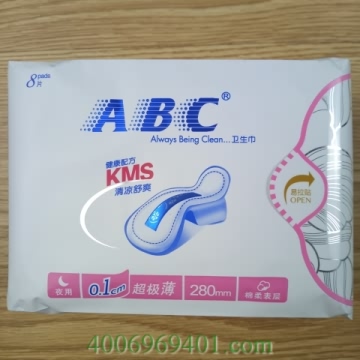 8 pads
片
ABC®
Always Being Clean...卫生巾
健康配方
KMS
清凉舒爽
易拉贴
OPEN
夜用
0.1cm
超极薄
280mm
棉柔表层
4006969401.com